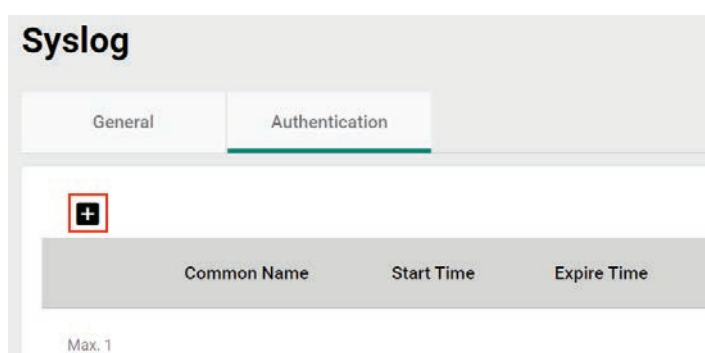 Syslog
General Authentication
Common Name Start Time Expire Time
Max. 1